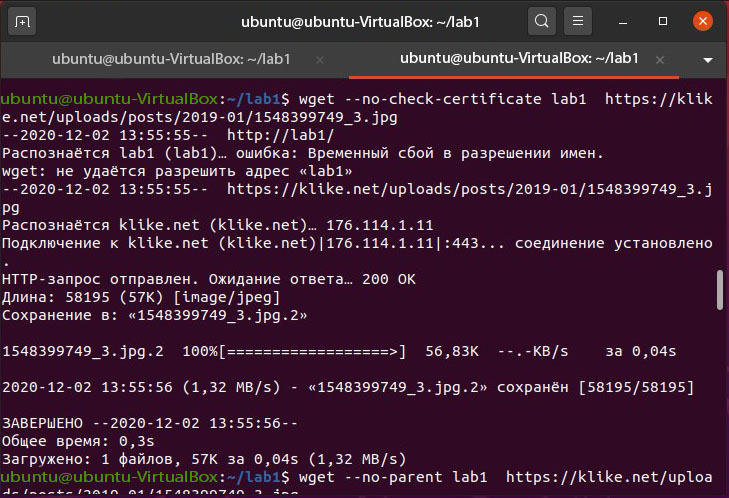 ubuntu@ubuntu-VirtualBox: ~/lab1
ubuntu@ubuntu-VirtualBox: ~/lab1
ubuntu@ubuntu-VirtualBox: ~/lab1
ubuntu@ubuntu-VirtualBox:~/lab1$ wget --no-check-certificate lab1  https://klik
e.net/uploads/posts/2019-01/1548399749_3.jpg
--2020-12-02 13:55:55--  http://lab1/
Распознаётся lab1 (lab1)… ошибка: Временный сбой в разрешении имен.
wget: не удаётся разрешить адрес «lab1»
--2020-12-02 13:55:55--  https://klike.net/uploads/posts/2019-01/1548399749_3.j
pg
Распознаётся klike.net (klike.net)… 176.114.1.11
Подключение к klike.net (klike.net)|176.114.1.11|:443... соединение установлено
.
HTTP-запрос отправлен. Ожидание ответа… 200 OK
Длина: 58195 (57K) [image/jpeg]
Сохранение в: «1548399749_3.jpg.2»
1548399749_3.jpg.2  100%[==================>]  56,83K  --.-KB/s    за 0,04s
2020-12-02 13:55:56 (1,32 MB/s) - «1548399749_3.jpg.2» сохранён [58195/58195]
ЗАВЕРШЕНО --2020-12-02 13:55:56--
Общее время: 0,3s
Загружено: 1 файлов, 57K за 0,04s (1,32 MB/s)
ubuntu@ubuntu-VirtualBox:~/lab1$ wget --no-parent lab1  https://klike.net/uploa
ds/posts/2019-01/1548399749_3.jpg